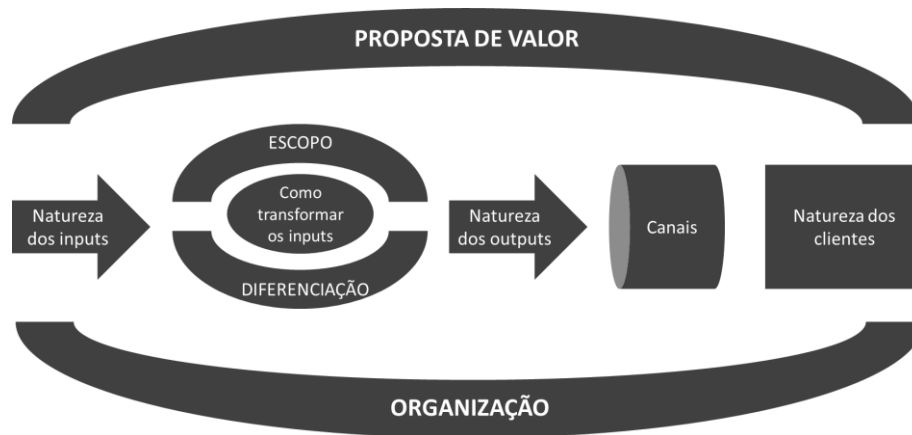 PROPOSTA DE VALOR
ESCOPO
Como
transformar
os inputs
DIFERENCIAÇÃO
Natureza
dos inputs
Natureza
dos outputs
Canais
Natureza dos
clientes
ORGANIZAÇÃO